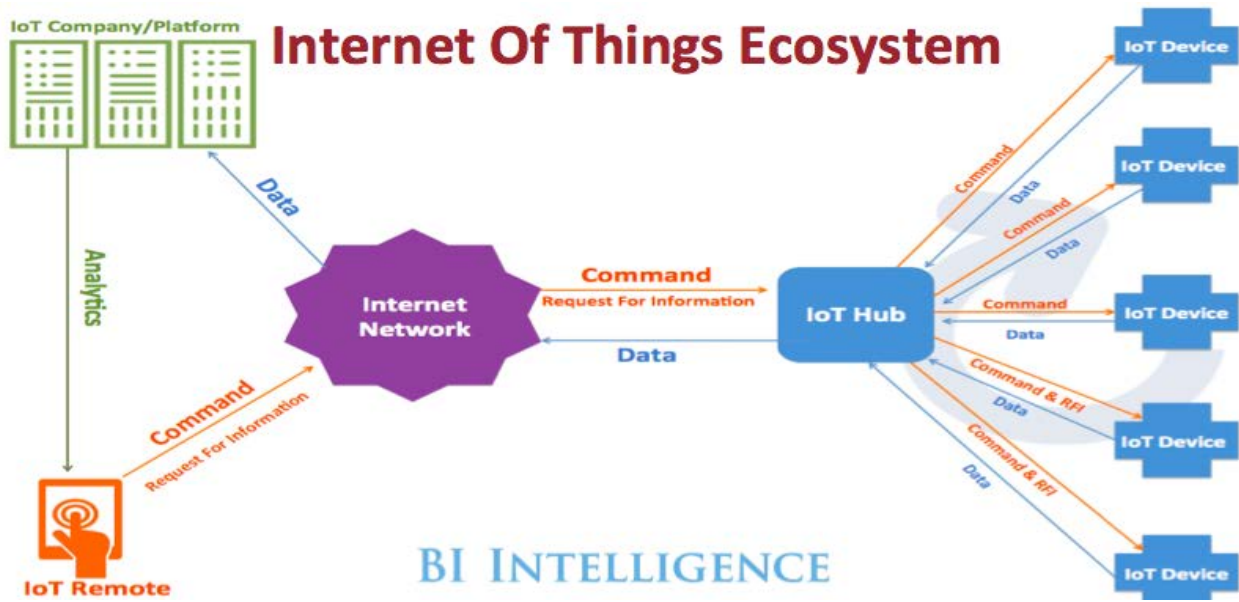 IoT Company/Platform
Internet Of Things Ecosystem
IoT Device
Command
Data
IoT Device
Command
Data
Data
Analytics
Internet
Network
Command
Request For Information
Data
IoT Hub
Command
Data
IoT Device
Command & RFI
Data
IoT Device
Command & RFI
Data
IoT Device
Command
Request For Information
IoT Remote
BI INTELLIGENCE